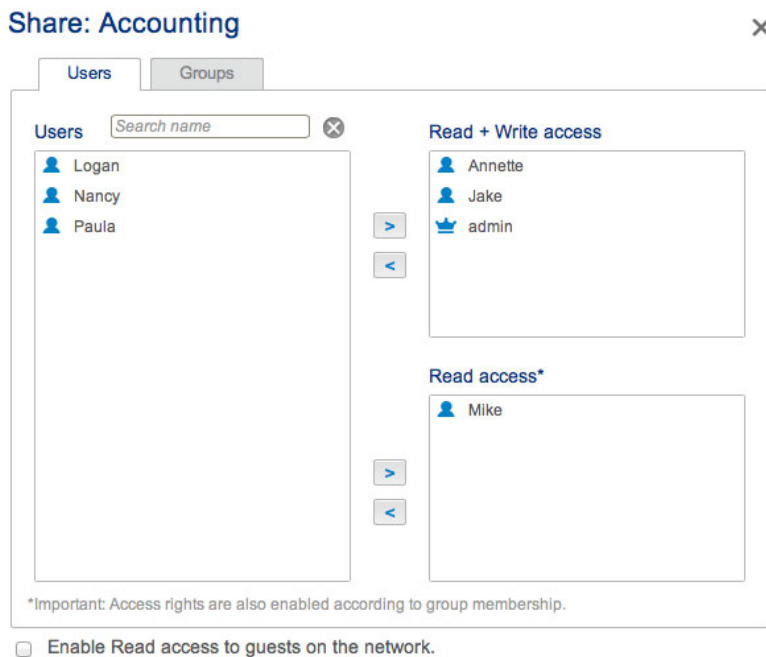 Share: Accounting
Users
Groups
Users
Search name
Logan
Nancy
Paula
>
<
Read + Write access
Annette
Jake
admin
Read access*
Mike
>
<
*Important: Access rights are also enabled according to group membership.
Enable Read access to guests on the network.